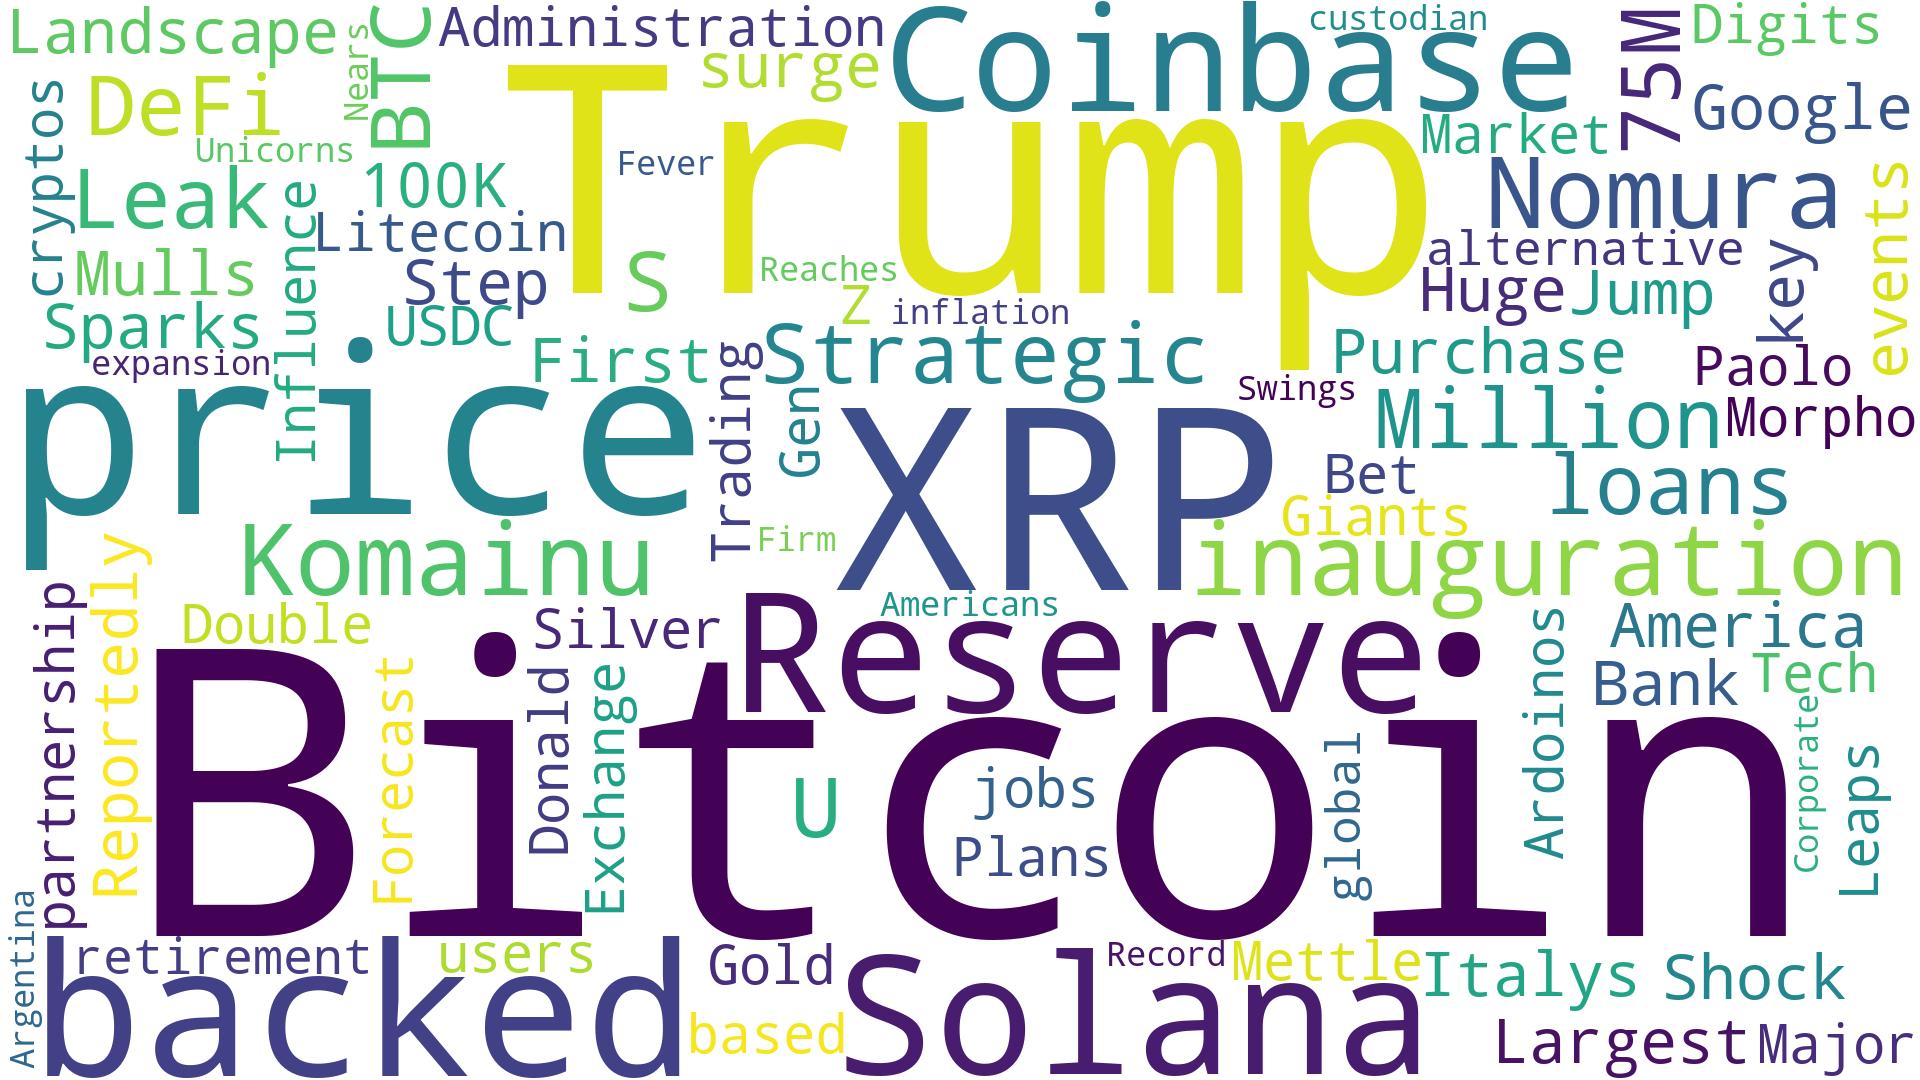 Landscape
Nears
BTC
Administration
surge
Coinbase
custodian
75M
Digits
cryptos
DeFi
Unicorns
Trump
Fever
Market
Google
Leak
100K
Influence
Litecoin
Nomura
events
Mulls
Step
S
Reaches
Z
inflation
alternative
Huge
Jump
key
Sparks
USDC
expansion
First
Trading
Strategic
Purchase
Paolo
price
Gen
Swings
Million
Morpho
XRP
Bet
loans
Giants
Komainu
Firm
inauguration
Reportedly
partnership
Double
Silver
Americans
Reserve
America
Ardoinos
Bank
Tech
Bitcoin
Forecast
Donald
Exchange
U
jobs
Plans
global
Corporate
Leaps
Argentina
retirement
users
Gold
Record
Mettle
Italys
Shock
backed
based
Solana
Largest
Major